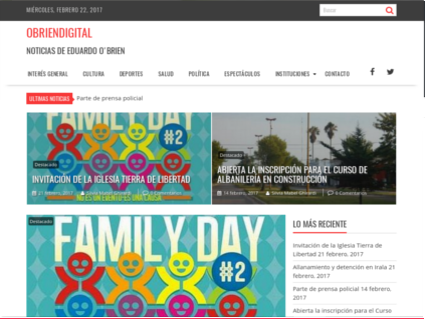 MIÉRCOLES, FEBRERO 22, 2017
OBRIENDIGITAL
NOTICIAS DE EDUARDO O`BRIEN
INTERÉS GENERAL CULTURA DEPORTES SALUD POLÍTICA ESPECTÁCULOS INSTITUCIONES CONTACTO
ULTIMAS NOTICIAS Parte de prensa policial
FAMILY DAY
#2
Destacado
INVITACIÓN DE LA IGLESIA TIERRA DE LIBERTAD
21 febrero, 2017 0 Comentarios
Destacado
ABIERTA LA INSCRIPCIÓN PARA EL CURSO DE
ALBANILERIA EN CONSTRUCCIÓN
14 febrero, 2017 0 Comentarios
Destacado
FAMILY DAY
#2
LO MÁS RECIENTE
Invitación de la Iglesia Tierra de
Libertad 21 febrero, 2017
Allanamiento y detención en Irala 21
febrero, 2017
Parte de prensa policial 14 febrero,
2017
Abierta la inscripción para el Curso